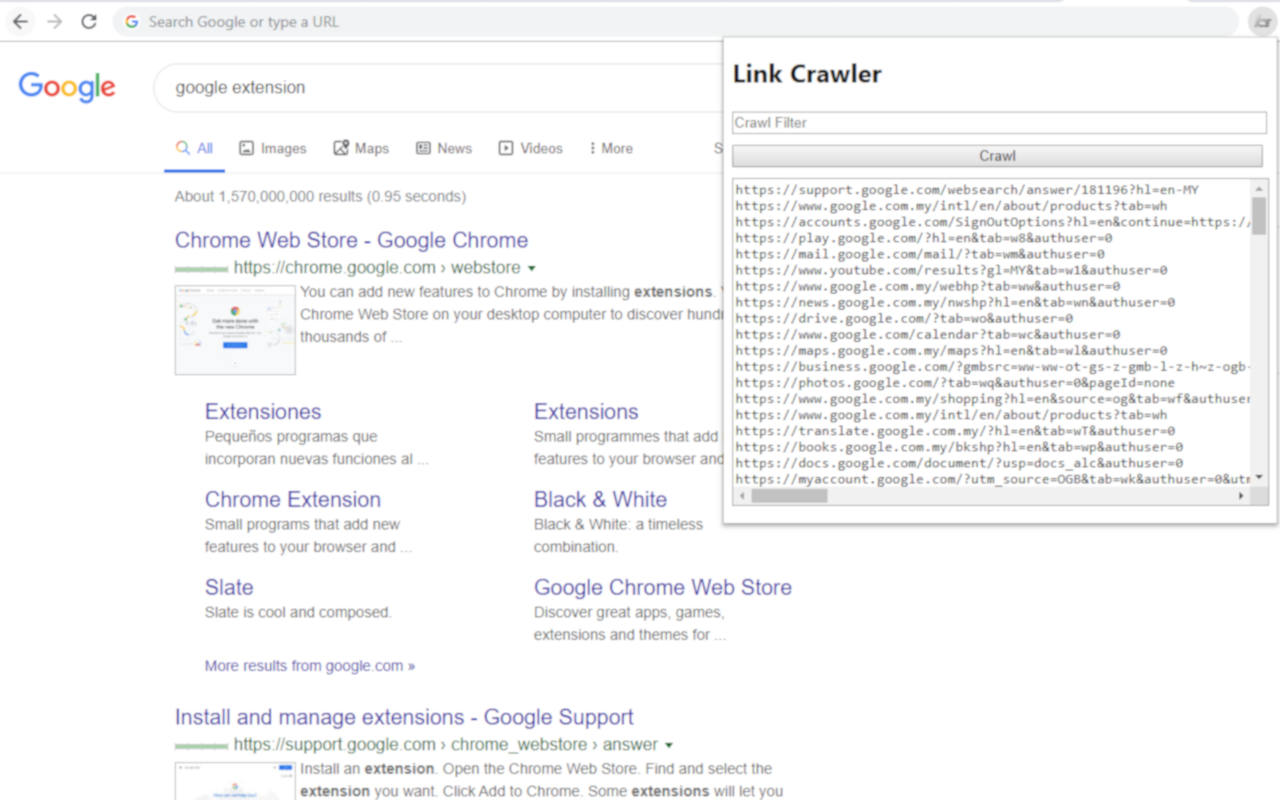 Search Google or type a URL
Google
google extension
All
Images
Maps
News
Videos
More
S
About 1,570,000,000 results (0.95 seconds)
Chrome Web Store - Google Chrome
https://chrome.google.com › webstore
You can add new features to Chrome by installing extensions.
Chrome Web Store on your desktop computer to discover hund
thousands of ...
Extensiones
Pequeños programas que
incorporan nuevas funciones al ...
Extensions
Small programmes that add
features to your browser and
Chrome Extension
Small programs that add new
features to your browser and ...
Black & White
Black & White: a timeless
combination.
Slate
Slate is cool and composed.
Google Chrome Web Store
Discover great apps, games,
extensions and themes for ...
More results from google.com »
Install and manage extensions - Google Support
https://support.google.com › chrome_webstore › answer
Install an extension. Open the Chrome Web Store. Find and select the
extension you want. Click Add to Chrome. Some extensions will let you
Link Crawler
Crawl Filter
Crawl
https://support.google.com/websearch/answer/181196?hl=en-MY
https://www.google.com.my/intl/en/about/products?tab=wh
https://accounts.google.com/SignOutOptions?hl=en&continue=https:/
https://play.google.com/?hl=en&tab=w8&authuser=0
https://mail.google.com/mail/?tab=wm&authuser=0
https://www.youtube.com/results?gl=MY&tab=w1&authuser=0
https://www.google.com.my/webhp?tab=ww&authuser=0
https://news.google.com.my/nwshp?hl=en&tab=wn&authuser=0
https://drive.google.com/?tab=wo&authuser=0
https://www.google.com/calendar?tab=wc&authuser=0
https://maps.google.com.my/maps?hl=en&tab=wl&authuser=0
https://business.google.com/?gmbsrc=ww-ww-ot-gs-z-gmb-l-z-h~z-ogb-
https://photos.google.com/?tab=wq&authuser=0&pageId=none
https://www.google.com.my/shopping?hl=en&source=og&tab=wf&authuser
https://www.google.com.my/intl/en/about/products?tab=wh
https://translate.google.com.my/?hl=en&tab=wT&authuser=0
https://books.google.com.my/bkshp?hl=en&tab=wp&authuser=0
https://docs.google.com/document/?usp=docs_alc&authuser=0
https://myaccount.google.com/?utm_source=OGB&tab=wk&authuser=0&utm